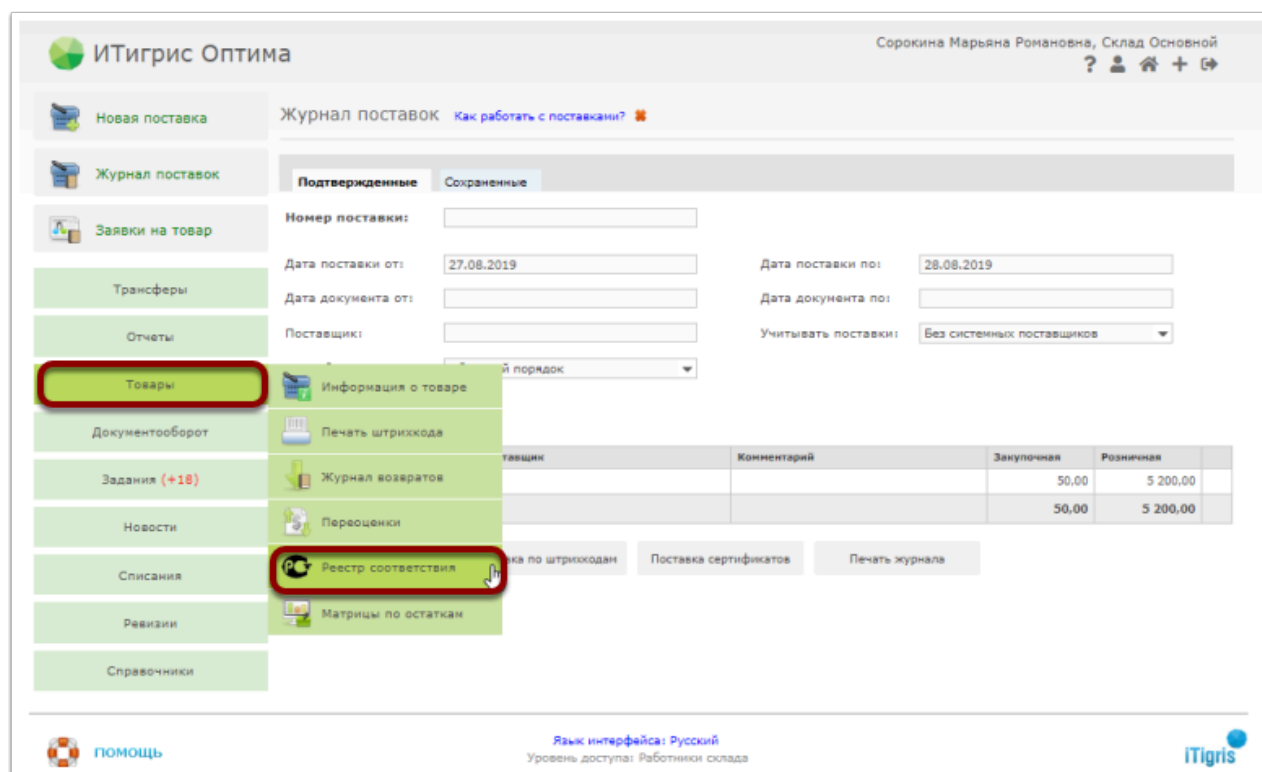 ИТигрис Оптима
Сорокина Марьяна Романовна, Склад Основной
?
Новая поставка
Журнал поставок Как работать с поставками?
Журнал поставок
Подтвержденные Сохраненные
Номер поставки:
Заявки на товар
Дата поставки от: 27.08.2019 Дата поставки по: 28.08.2019
Трансферы
Дата документа от: Дата документа по:
Отчеты
Поставщик: Учитывать поставки: Без системных поставщиков
Товары
порядок
Информация о товаре
Документооборот
Печать штрихкода
Комментарий Закупочная Розничная
Задания (+18)
Журнал возвратов
50,00 5 200,00
50,00 5 200,00
Новости
Переоценки
Реестр соответствия
по штрихкодам Поставка сертификатов Печать журнала
Списания
Матрицы по остаткам
Ревизии
Справочники
помощь
Язык интерфейса: Русский
Уровень доступа: Работники склада
iTigris